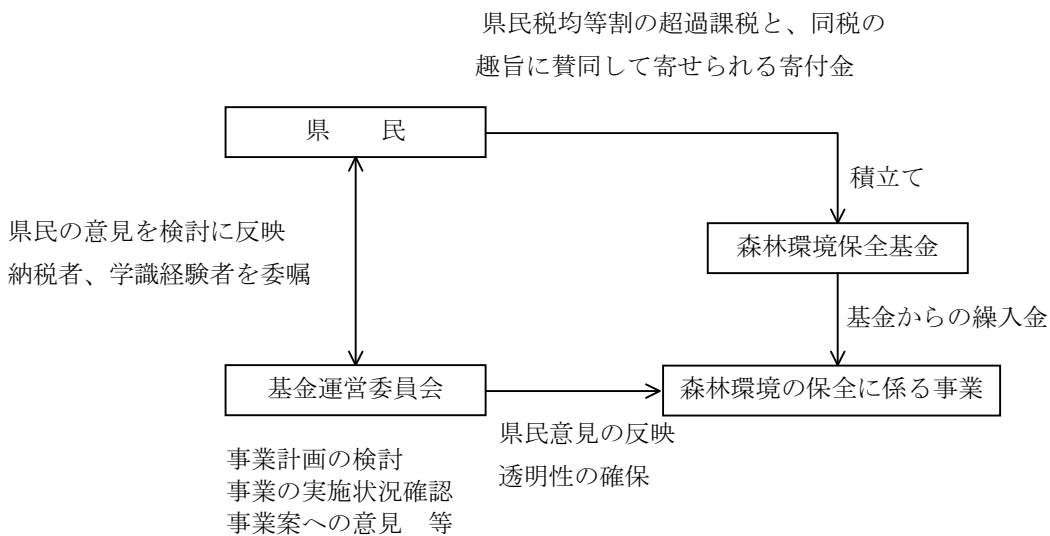 県民税均等割の超過課税と、同税の
趣旨に賛同して寄せられる寄付金
県　　民
積立て
県民の意見を検討に反映
納税者、学識経験者を委嘱
森林環境保全基金
基金からの繰入金
基金運営委員会
森林環境の保全に係る事業
県民意見の反映
透明性の確保
事業計画の検討
事業の実施状況確認
事業案への意見　等